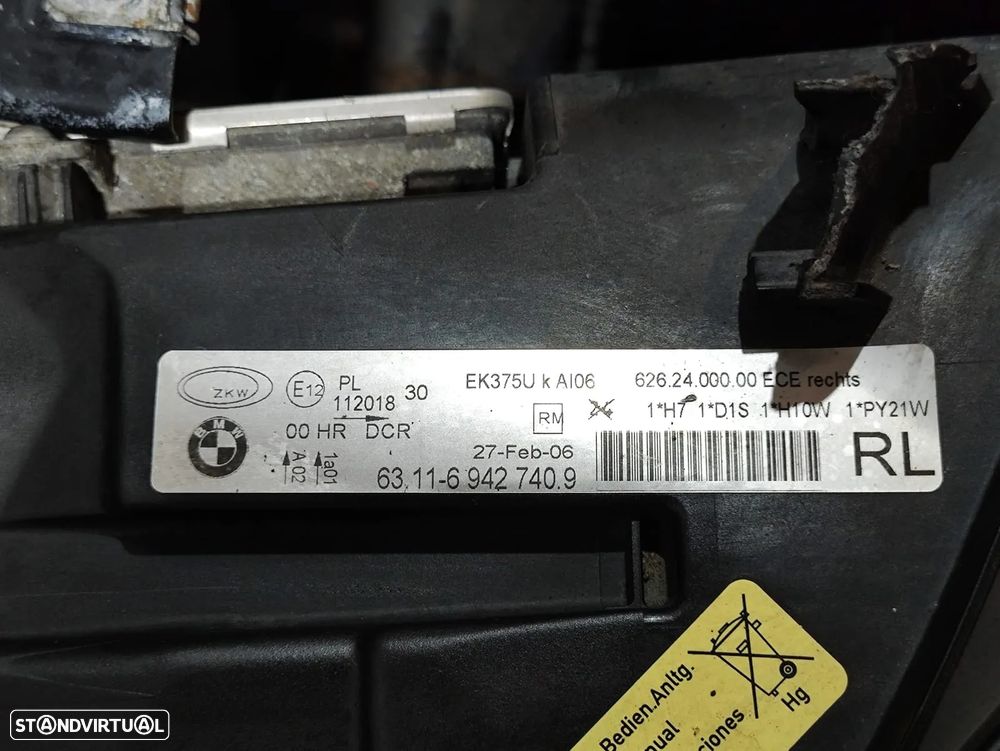 ZKW E12 PL 30 EK375U k AI06 626.24.000.00 ECE rechts
112018 RM 1*H7 1*D1S 1*H10W 1*PY21W
BMW 00 HR DCR
A 02 1a01 27-Feb-06 RL
63.11-6 942 740.9
Hg
Bedien.Anltg.
STANDVIRTUAL